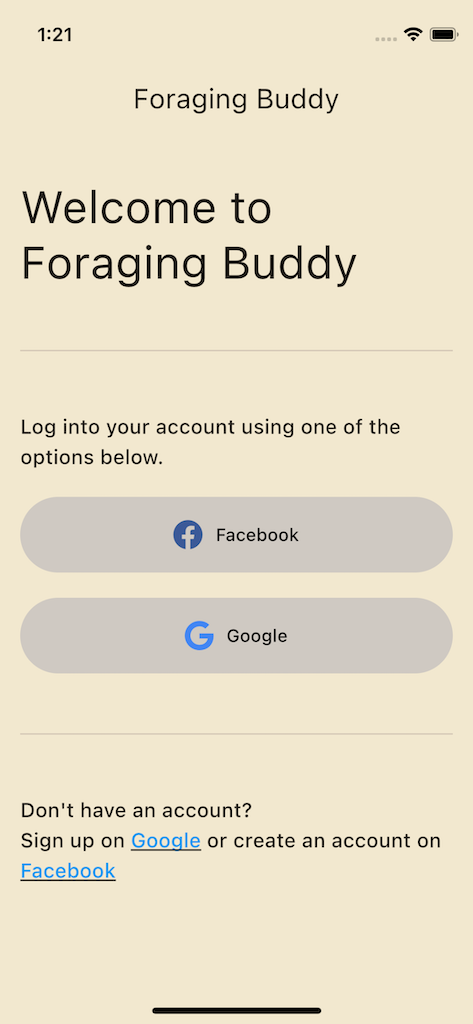 1:21
Foraging Buddy
Welcome to
Foraging Buddy
Log into your account using one of the
options below.
Facebook
Google
Don't have an account?
Sign up on Google or create an account on
Facebook